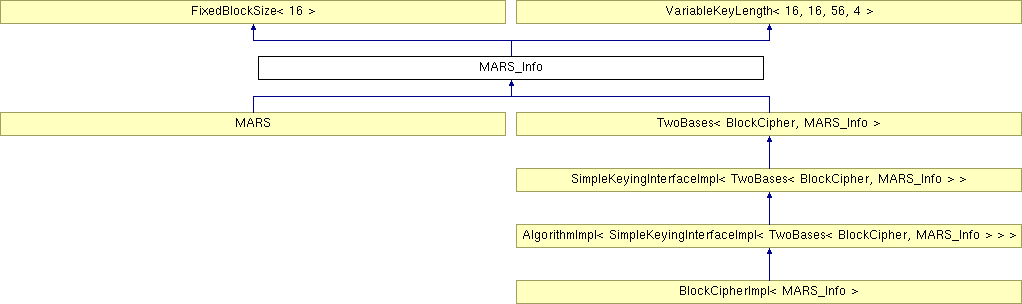 FixedBlockSize< 16 >
VariableKeyLength< 16, 16, 56, 4 >
MARS_Info
MARS
TwoBases< BlockCipher, MARS_Info >
SimpleKeyingInterfaceImpl< TwoBases< BlockCipher, MARS_Info > >
AlgorithmImpl< SimpleKeyingInterfaceImpl< TwoBases< BlockCipher, MARS_Info > > >
BlockCipherImpl< MARS_Info >